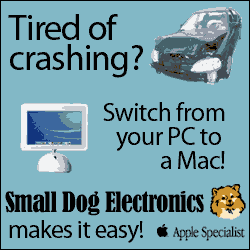 Tired of
crashing?
Switch from
your PC to
a Mac!
Small Dog Electronics
makes it easy!
Apple Specialist